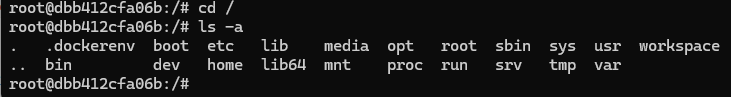 root@dbb412cfa06b:/# cd /
root@dbb412cfa06b:/# ls -a
.   .dockerenv  boot  etc   lib    media  opt   root  sbin  sys  usr  workspace
..  bin         dev   home  lib64  mnt    proc  run   srv   tmp  var
root@dbb412cfa06b:/#